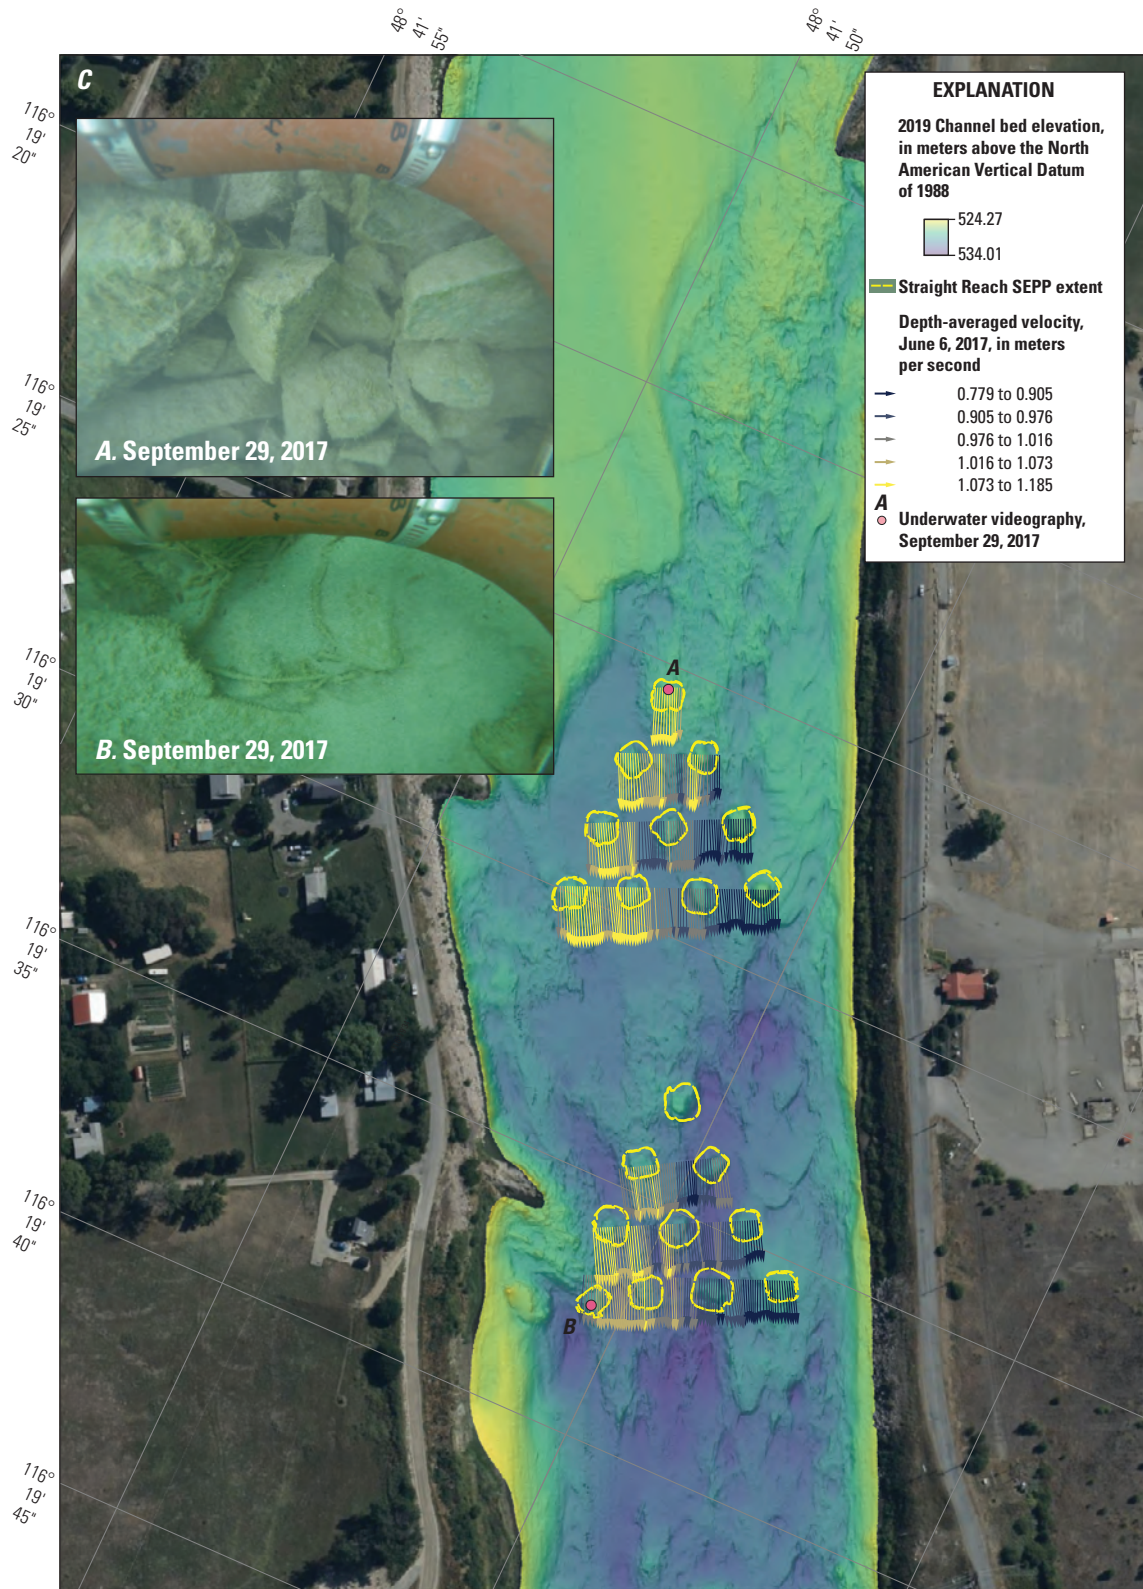 48°
41'
55"
48°
41'
50"
C
116°
19'
20"
116°
19'
25"
116°
19'
30"
116°
19'
35"
116°
19'
40"
116°
19'
45"
A. September 29, 2017
B. September 29, 2017
EXPLANATION
2019 Channel bed elevation,
in meters above the North
American Vertical Datum
of 1988
524.27
534.01
Straight Reach SEPP extent
Depth-averaged velocity,
June 6, 2017, in meters
per second
0.779 to 0.905
0.905 to 0.976
0.976 to 1.016
1.016 to 1.073
1.073 to 1.185
A
Underwater videography,
September 29, 2017
A
B